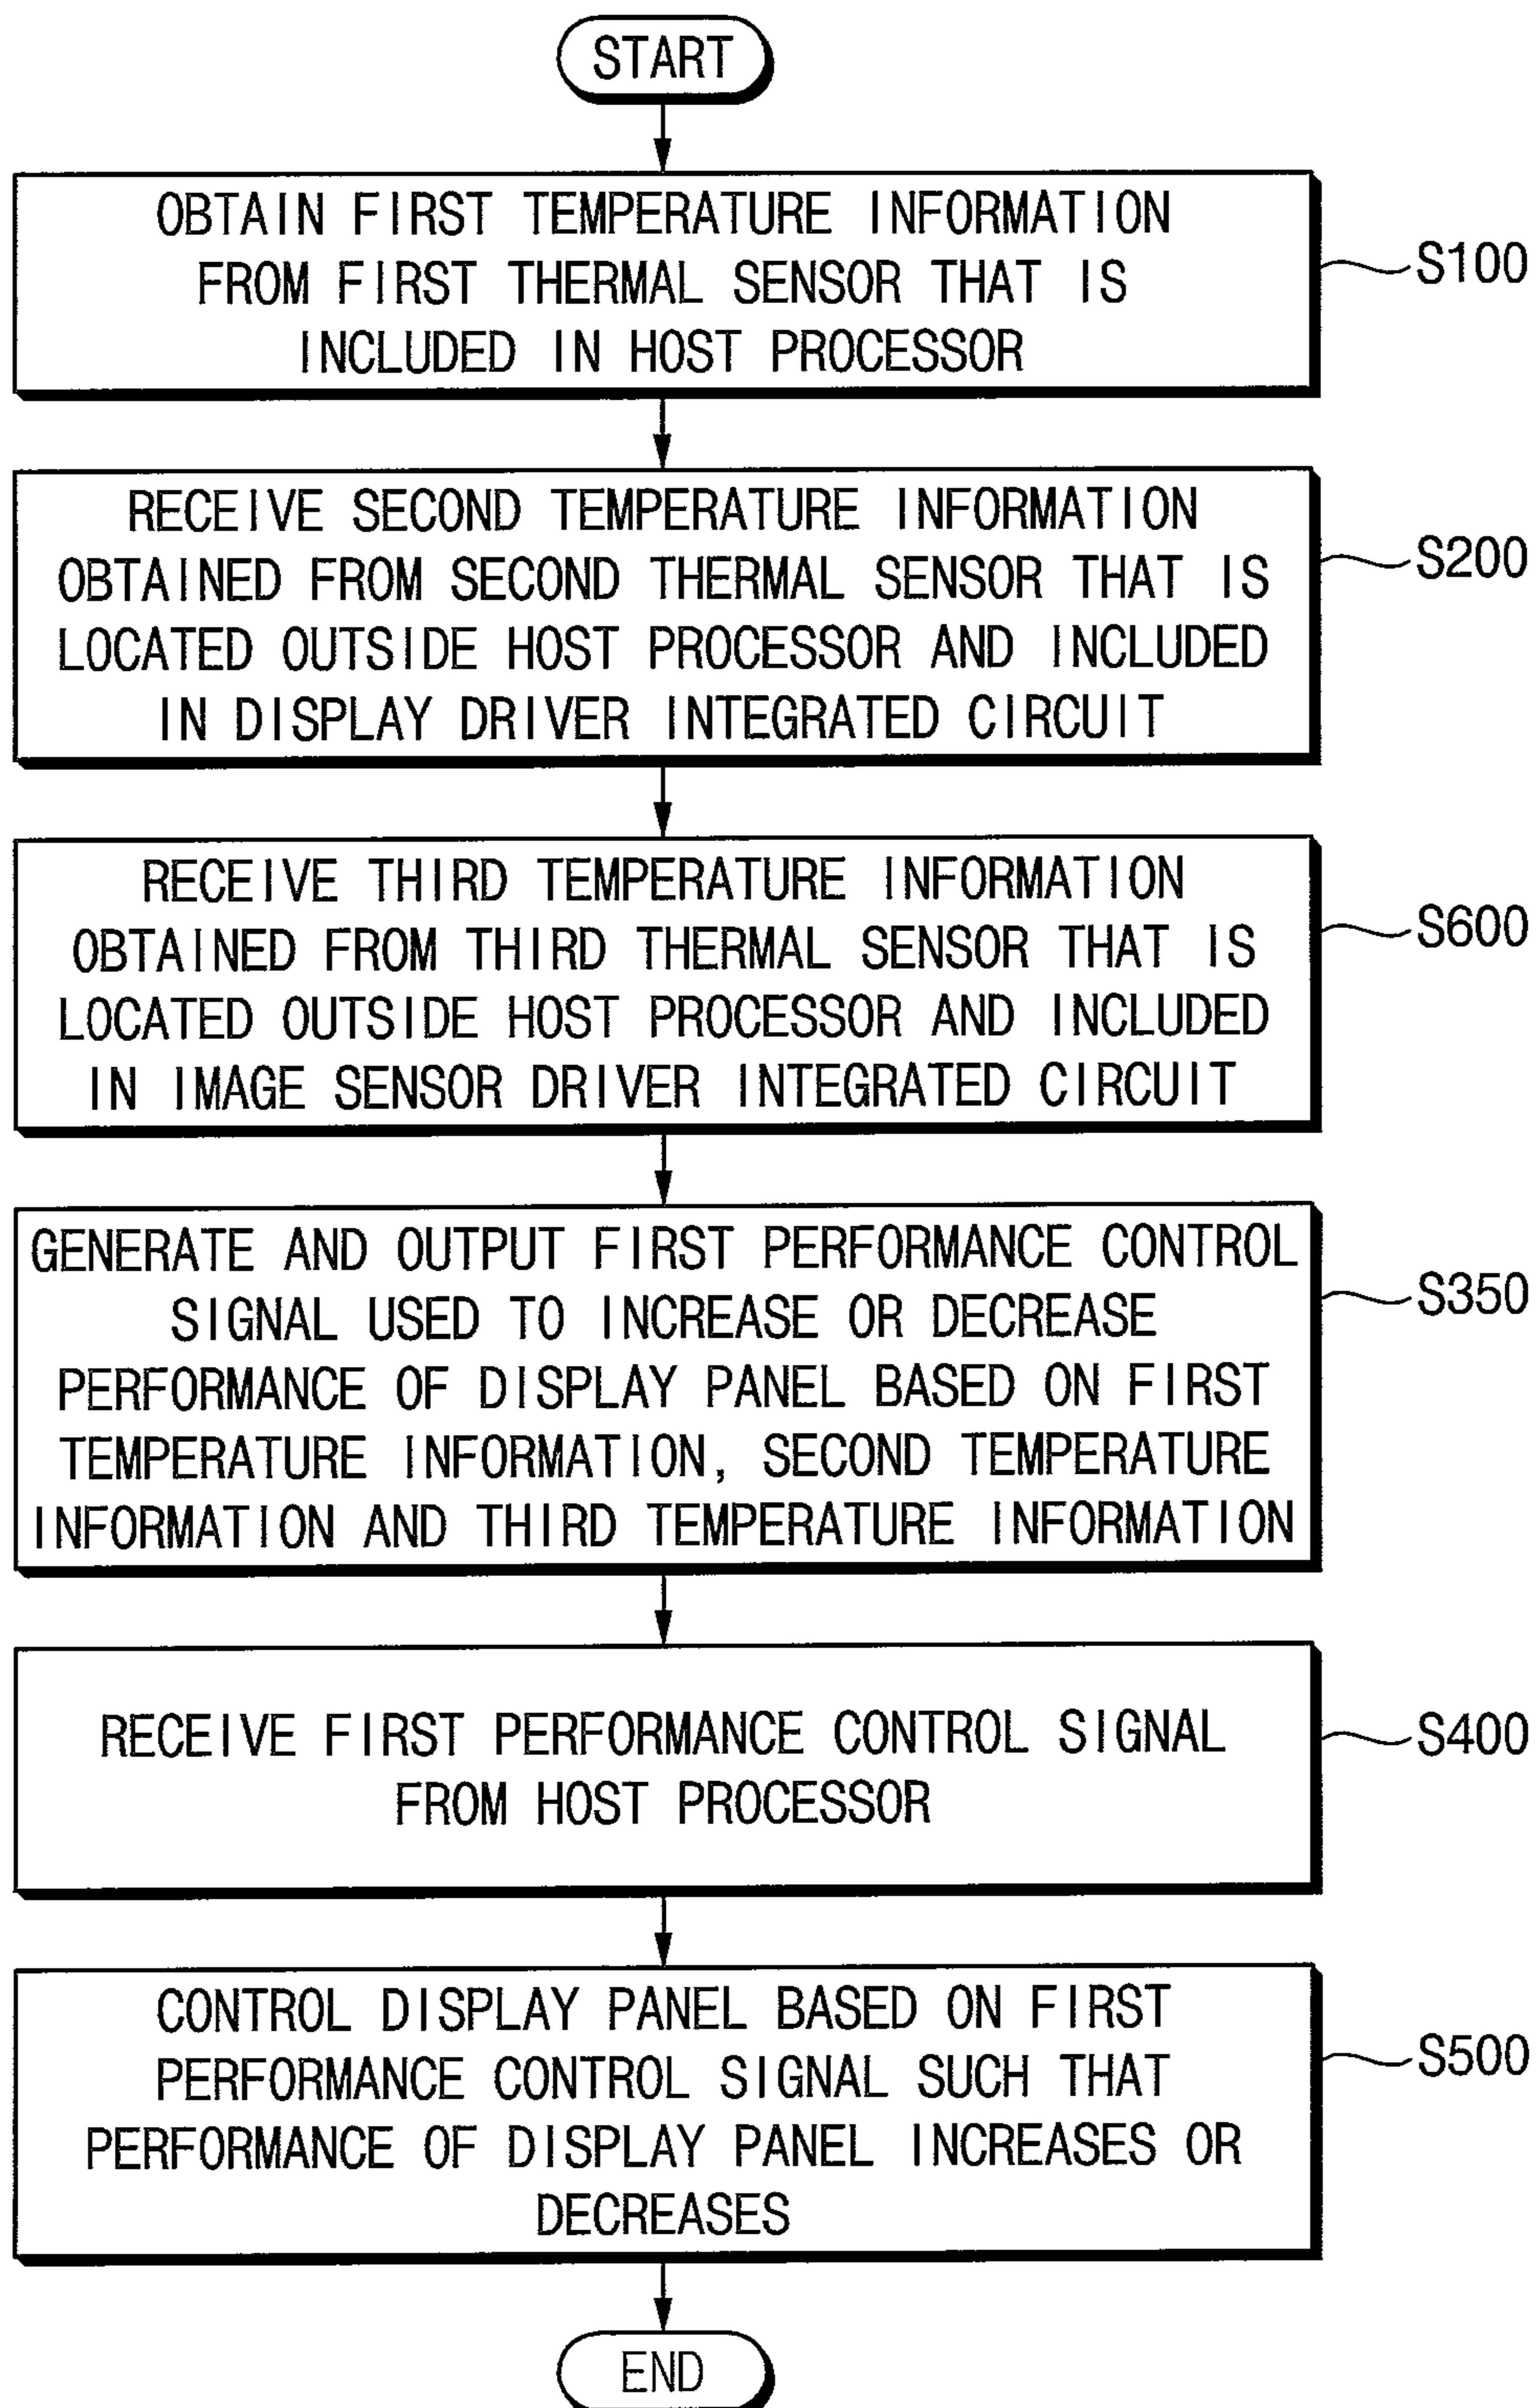 START
OBTAIN FIRST TEMPERATURE INFORMATION
FROM FIRST THERMAL SENSOR THAT IS
INCLUDED IN HOST PROCESSOR
S100
RECEIVE SECOND TEMPERATURE INFORMATION
OBTAINED FROM SECOND THERMAL SENSOR THAT IS
LOCATED OUTSIDE HOST PROCESSOR AND INCLUDED
IN DISPLAY DRIVER INTEGRATED CIRCUIT
S200
RECEIVE THIRD TEMPERATURE INFORMATION
OBTAINED FROM THIRD THERMAL SENSOR THAT IS
LOCATED OUTSIDE HOST PROCESSOR AND INCLUDED
IN IMAGE SENSOR DRIVER INTEGRATED CIRCUIT
S600
GENERATE AND OUTPUT FIRST PERFORMANCE CONTROL
SIGNAL USED TO INCREASE OR DECREASE
PERFORMANCE OF DISPLAY PANEL BASED ON FIRST
TEMPERATURE INFORMATION, SECOND TEMPERATURE
INFORMATION AND THIRD TEMPERATURE INFORMATION
S350
RECEIVE FIRST PERFORMANCE CONTROL SIGNAL
FROM HOST PROCESSOR
S400
CONTROL DISPLAY PANEL BASED ON FIRST
PERFORMANCE CONTROL SIGNAL SUCH THAT
PERFORMANCE OF DISPLAY PANEL INCREASES OR
DECREASES
S500
END